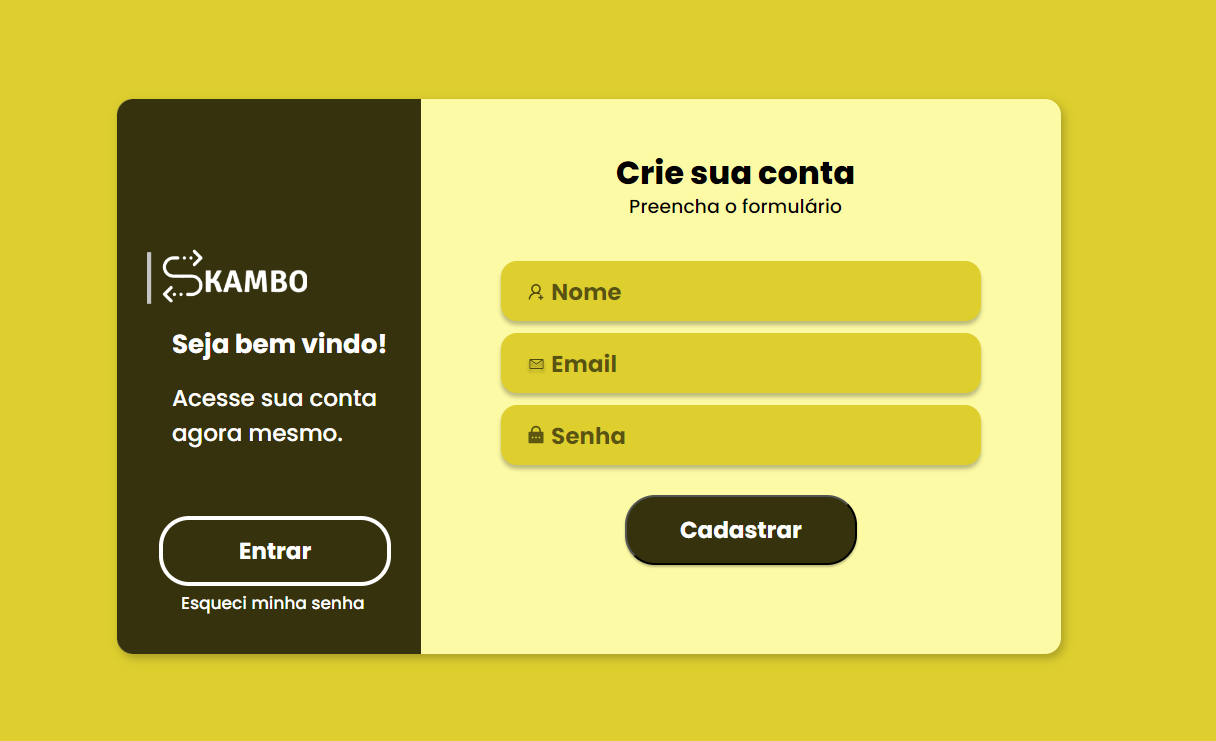 SKAMBO
Seja bem vindo!
Acesse sua conta
agora mesmo.
Entrar
Esqueci minha senha
Crie sua conta
Preencha o formulário
Nome
Email
Senha
Cadastrar